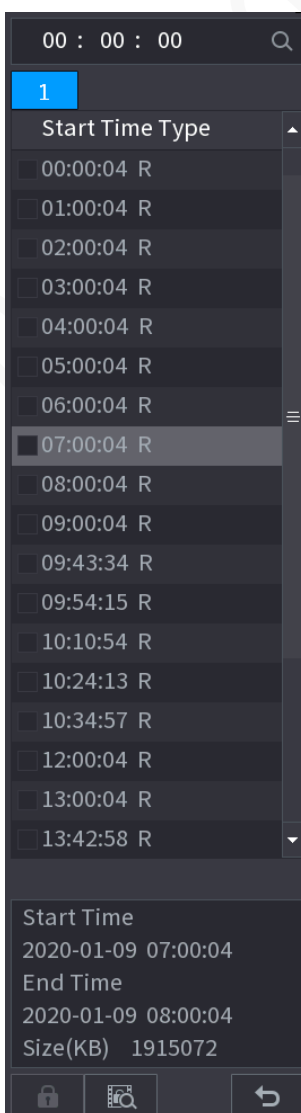 00 : 00 : 00
1
Start Time Type
00:00:04 R
01:00:04 R
02:00:04 R
03:00:04 R
04:00:04 R
05:00:04 R
06:00:04 R
07:00:04 R
08:00:04 R
09:00:04 R
09:43:34 R
09:54:15 R
10:10:54 R
10:24:13 R
10:34:57 R
12:00:04 R
13:00:04 R
13:42:58 R
Start Time
2020-01-09 07:00:04
End Time
2020-01-09 08:00:04
Size(KB) 1915072